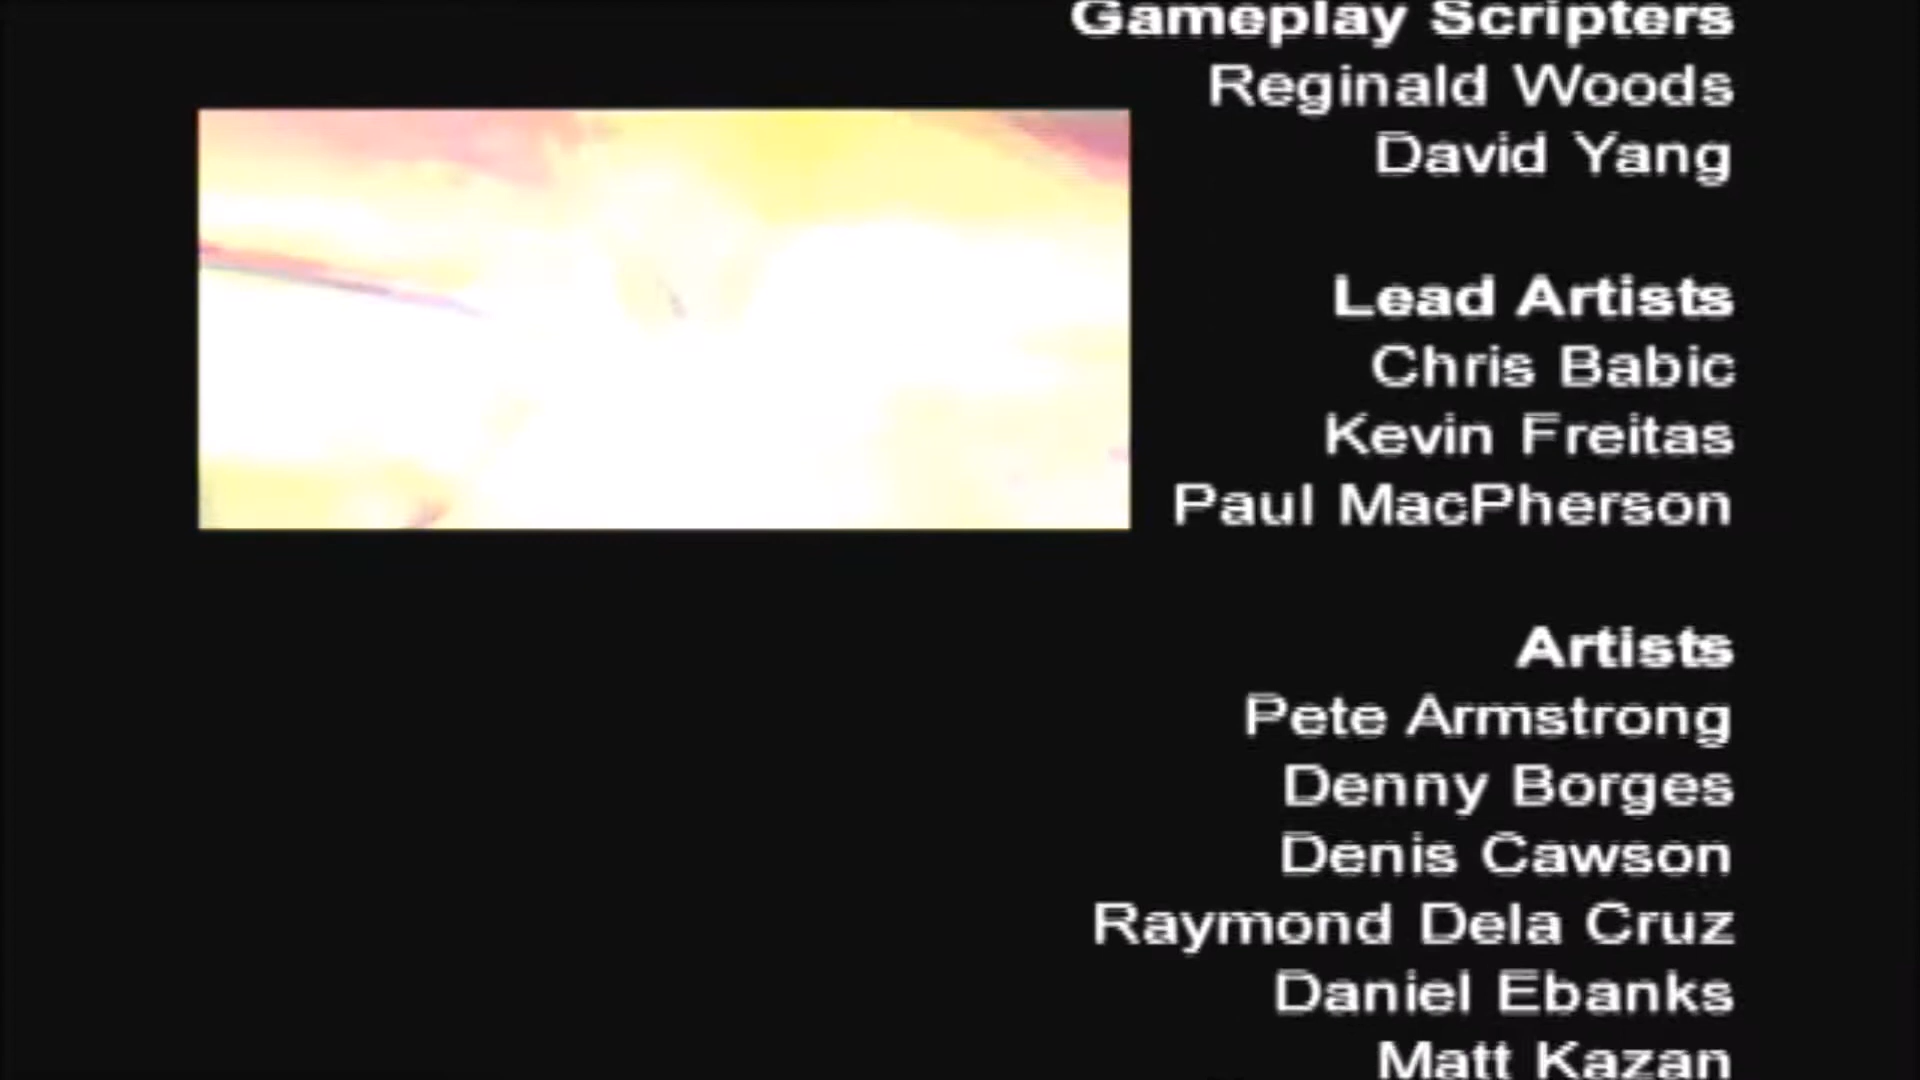 Gameplay Scripters
Reginald Woods
David Yang
Lead Artists
Chris Babic
Kevin Freitas
Paul MacPherson
Artists
Pete Armstrong
Denny Borges
Denis Cawson
Raymond Dela Cruz
Daniel Ebanks
Matt Kazan